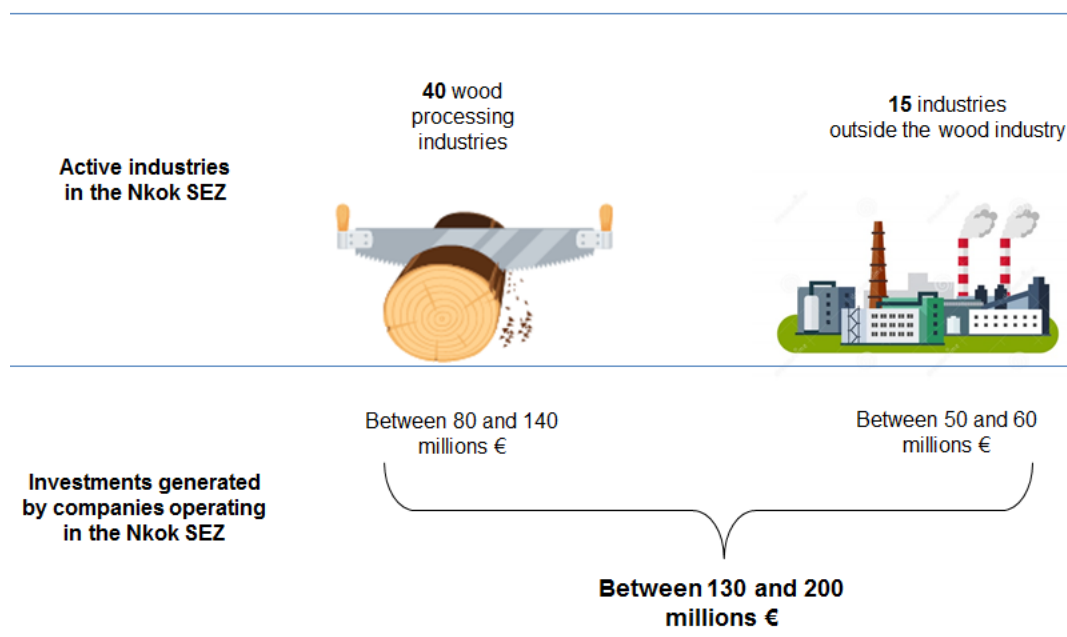 40 wood
processing
industries
15 industries
outside the wood industry
Active industries
in the Nkok SEZ
Between 80 and 140
millions €
Between 50 and 60
millions €
Investments generated
by companies operating
in the Nkok SEZ
Between 130 and 200
millions €